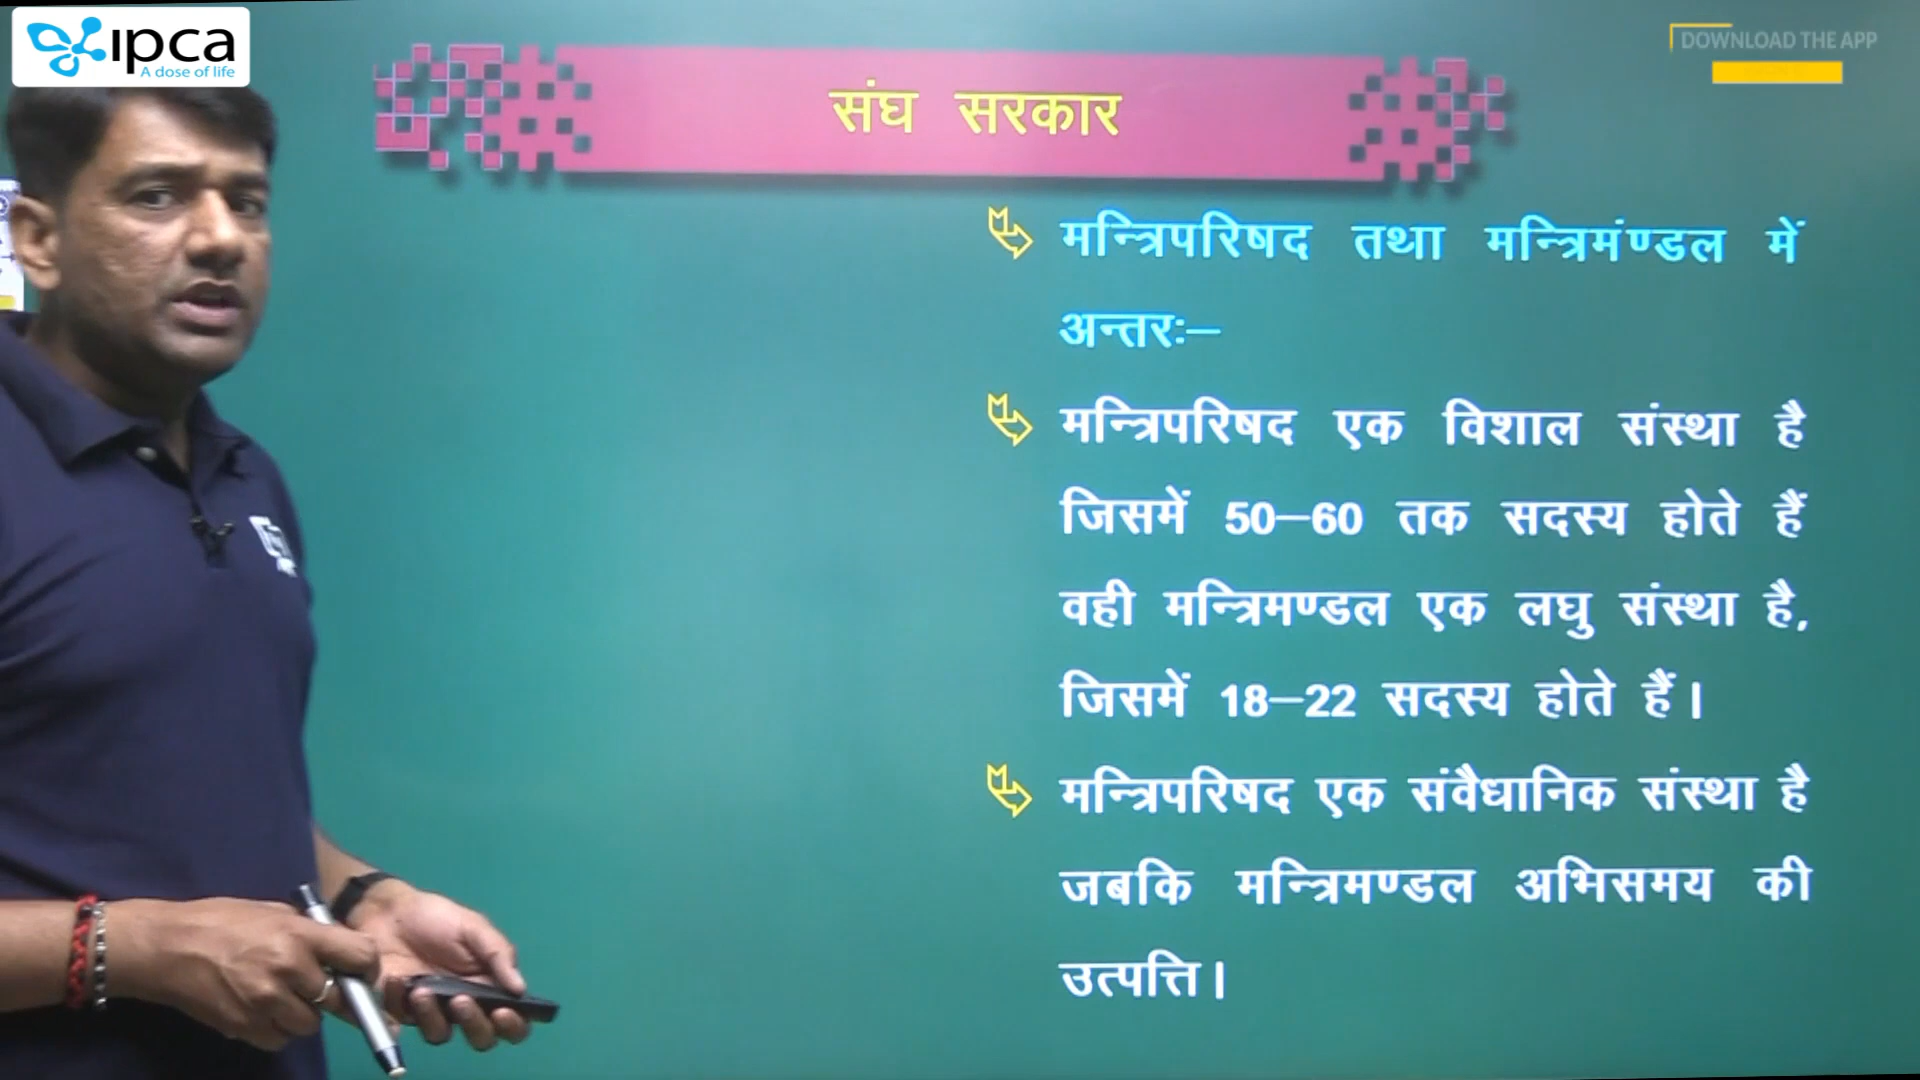 ipca
A dose of life
DOWNLOAD THE APP
संघ सरकार
मन्त्रिपरिषद तथा मन्त्रिमंण्डल में
अन्तरः–
मन्त्रिपरिषद एक विशाल संस्था है
जिसमें 50–60 तक सदस्य होते हैं
वही मन्त्रिमण्डल एक लघु संस्था है,
जिसमें 18–22 सदस्य होते हैं।
मन्त्रिपरिषद एक संवैधानिक संस्था है
जबकि मन्त्रिमण्डल अभिसमय की
उत्पत्ति।